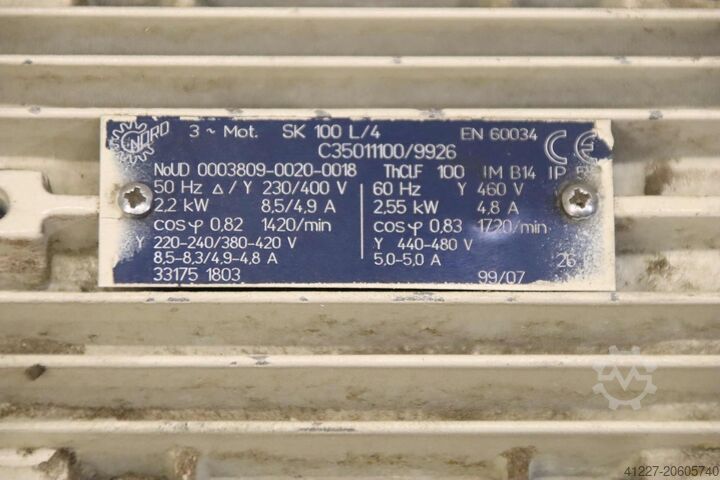 NORD 3 ~ Mot. SK 100 L/4 EN 60034 CE
C35011100/9926
NoUD 0003809-0020-0018 ThCLF 100 IM B14 IP
50 Hz Δ/Y 230/400 V 60 Hz Y 460 V
2,2 kW 8,5/4,9 A 2,55 kW 4,8 A
cos φ 0,82 1420/min cos φ 0,83 1720/min
Y 220-240/380-420 V Y 440-480 V
8,5-8,3/4,9-4,8 A 5,0-5,0 A 26
33175 1803 99/07
41227-20605740